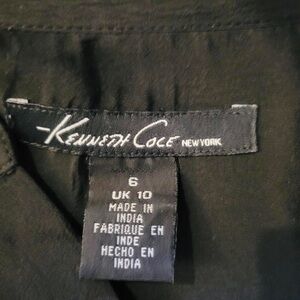 KENNETH COLE NEW YORK
6
UK 10
MADE IN
INDIA
FABRIQUE EN
INDE
HECHO EN
INDIA